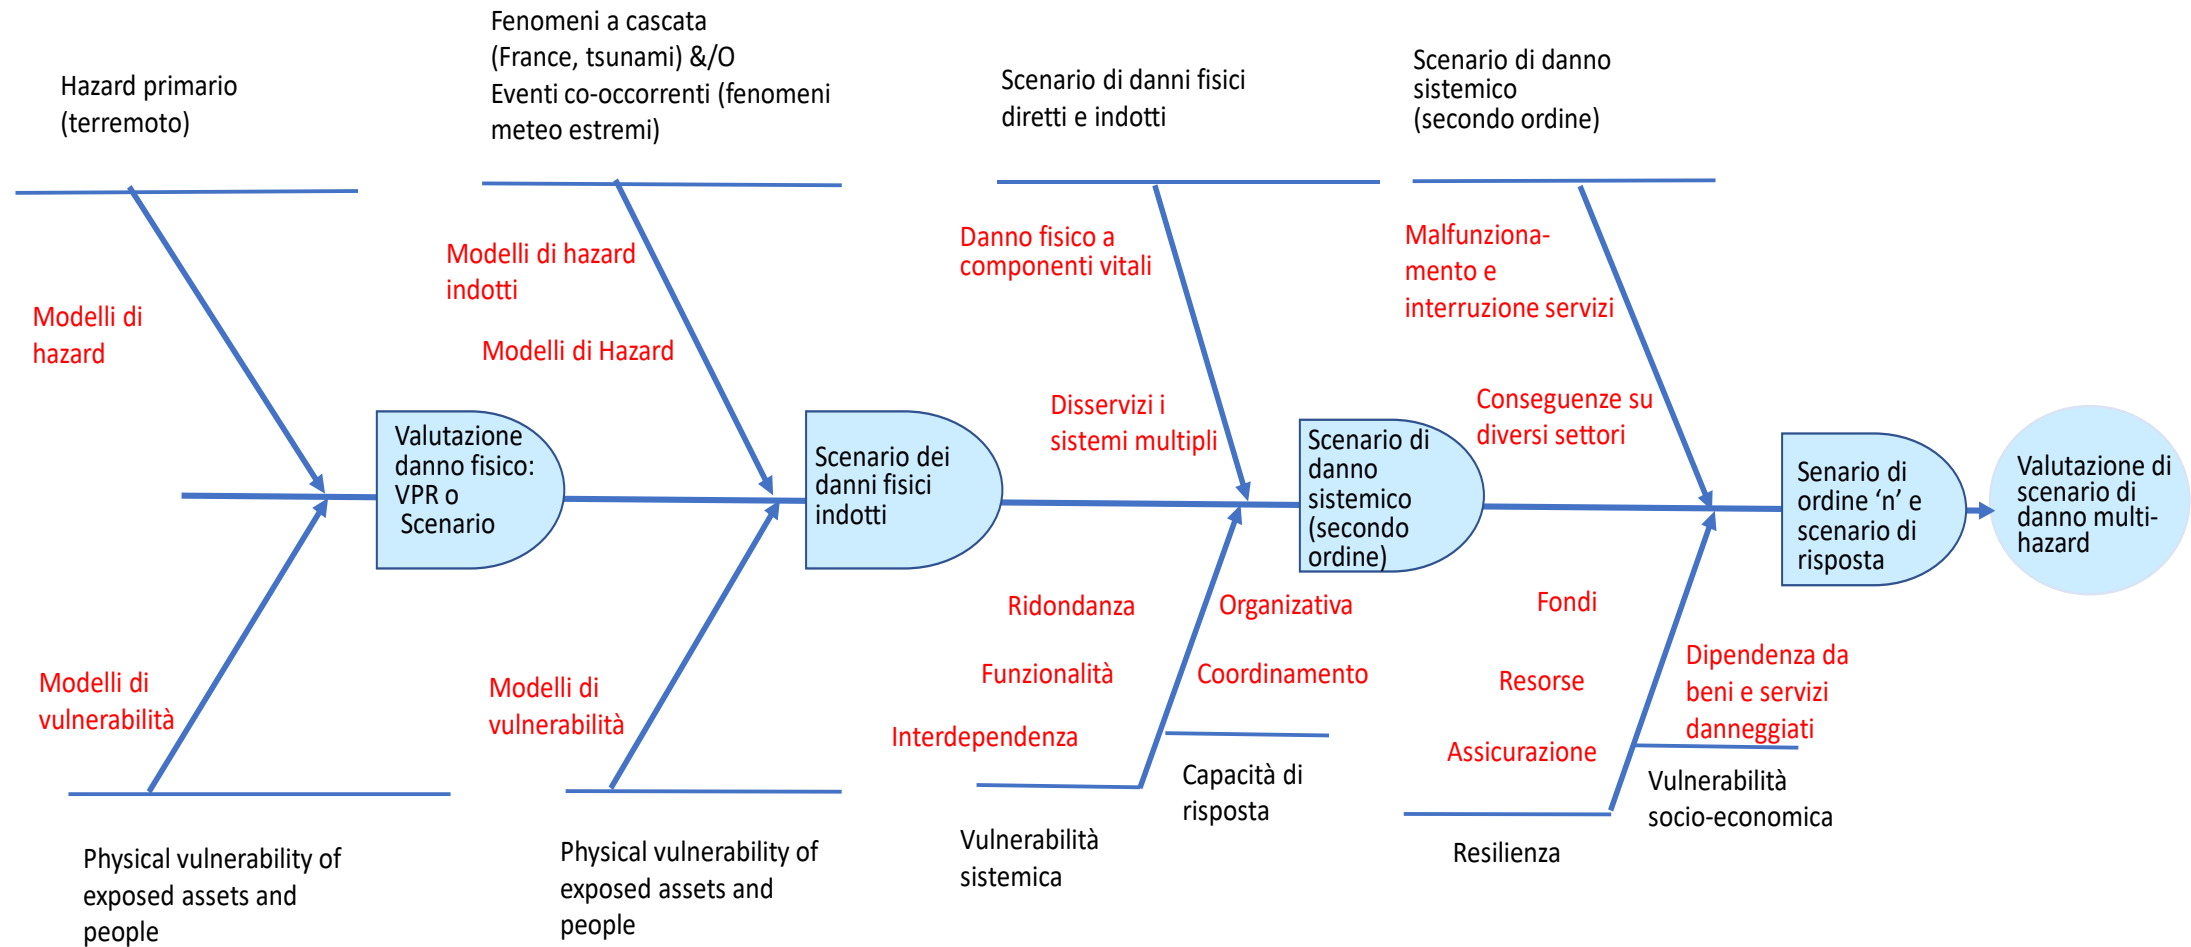 Hazard primario
(terremoto)
Fenomeni a cascata
(France, tsunami) &/O
Eventi co-occorrenti (fenomeni
meteo estremi)
Scenario di danni fisici
diretti e indotti
Scenario di danno
sistemico
(secondo ordine)
Modelli di
hazard
Modelli di hazard
indotti
Modelli di Hazard
Danno fisico a
componenti vitali
Disservizi i
sistemi multipli
Malfunziona-
mento e
interruzione servizi
Conseguenze su
diversi settori
Valutazione
danno fisico:
VPR o
Scenario
Scenario dei
danni fisici
indotti
Scenario di
danno
sistemico
(secondo
ordine)
Senario di
ordine ‘n’ e
scenario di
risposta
Valutazione di
scenario di
danno multi-
hazard
Modelli di
vulnerabilità
Modelli di
vulnerabilità
Ridondanza
Funzionalità
Interdependenza
Organizativa
Coordinamento
Fondi
Resorse
Assicurazione
Dipendenza da
beni e servizi
danneggiati
Physical vulnerability of
exposed assets and
people
Physical vulnerability of
exposed assets and
people
Vulnerabilità
sistemica
Capacità di
risposta
Resilienza
Vulnerabilità
socio-economica